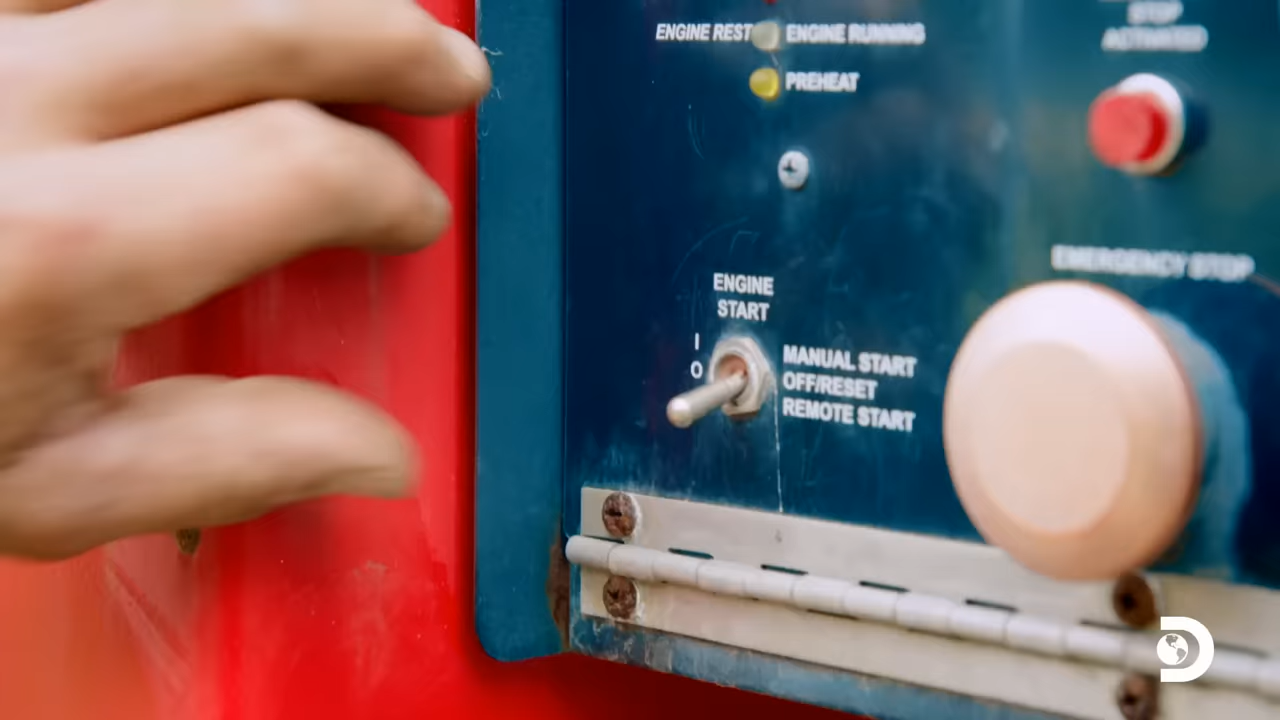 ENGINE REST ENGINE RUNNING
PREHEAT
STOP
ACTIVATED
EMERGENCY STOP
ENGINE
START
I
O
MANUAL START
OFF/RESET
REMOTE START